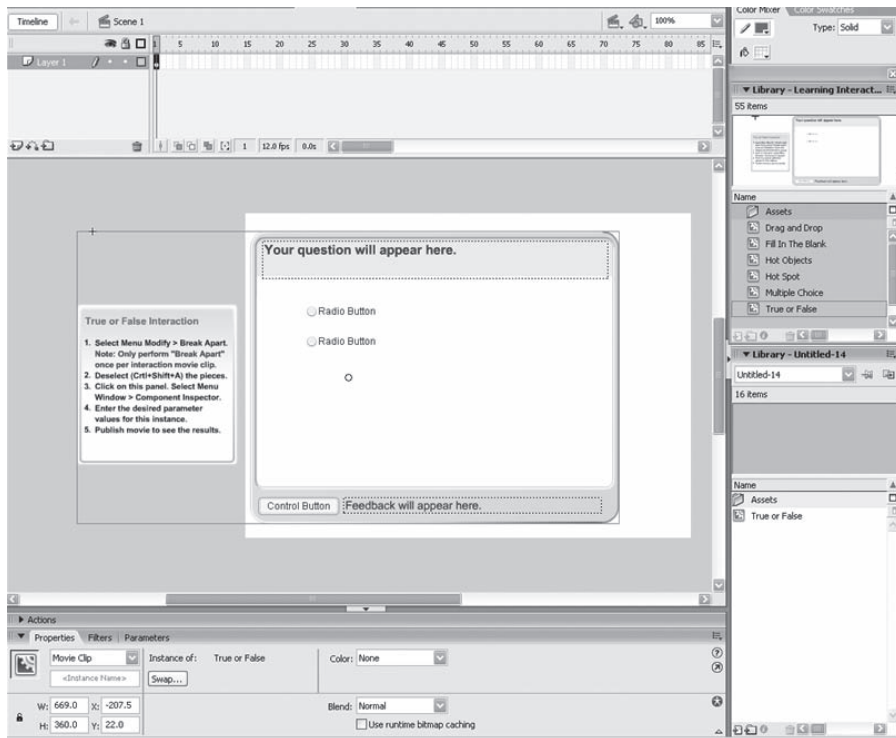 Timeline
Scene 1
100%
5 10 15 20 25 30 35 40 45 50 55 60 65 70 75 80 85
Layer 1
1 12.0 fps 0.0s
Your question will appear here.
Radio Button
Radio Button
True or False Interaction
1. Select Menu Modify > Break Apart.
Note: Only perform "Break Apart"
once per interaction movie clip.
2. Deselect (Crtl+Shift+A) the pieces.
3. Click on this panel. Select Menu
Window > Component Inspector.
4. Enter the desired parameter
values for this instance.
5. Publish movie to see the results.
Control Button
Feedback will appear here.
Actions
Properties Filters Parameters
Movie Clip
Instance of: True or False
Color: None
<Instance Name>
Swap...
W: 669.0 X: -207.5
Blend: Normal
H: 360.0 Y: 22.0
Use runtime bitmap caching
Color Mixer Color Swatches
Type: Solid
Library - Learning Interact...
55 items
Name
Assets
Drag and Drop
Fill In The Blank
Hot Objects
Hot Spot
Multiple Choice
True or False
Library - Untitled-14
Untitled-14
16 items
Name
Assets
True or False